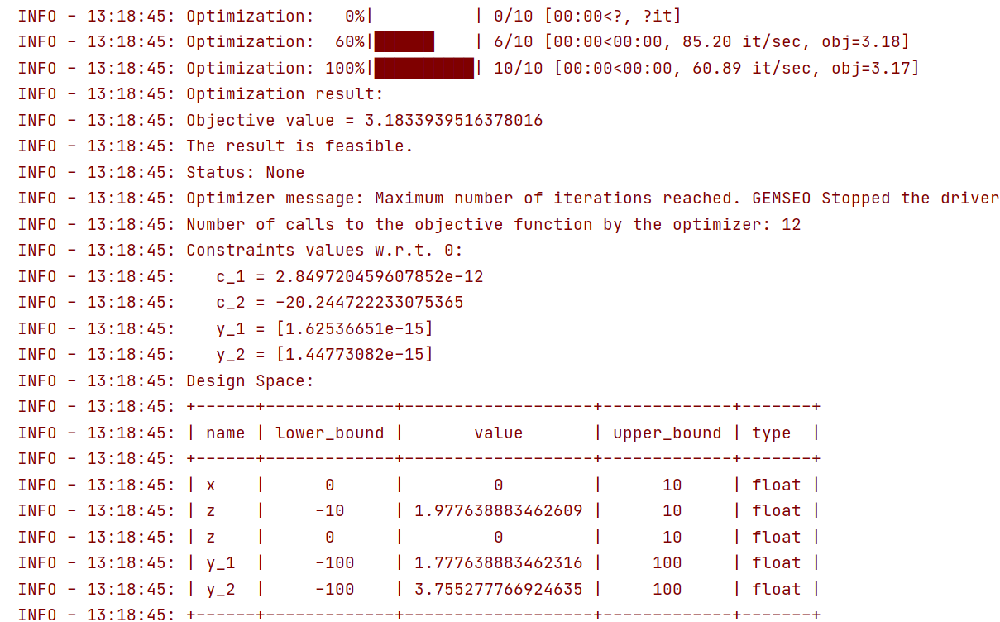 INFO - 13:18:45: Optimization:   0%|          | 0/10 [00:00<?, ?it]
INFO - 13:18:45: Optimization:  60%|██████    | 6/10 [00:00<00:00, 85.20 it/sec, obj=3.18]
INFO - 13:18:45: Optimization: 100%|██████████| 10/10 [00:00<00:00, 60.89 it/sec, obj=3.17]
INFO - 13:18:45: Optimization result:
INFO - 13:18:45: Objective value = 3.1833939516378016
INFO - 13:18:45: The result is feasible.
INFO - 13:18:45: Status: None
INFO - 13:18:45: Optimizer message: Maximum number of iterations reached. GEMSEO Stopped the driver
INFO - 13:18:45: Number of calls to the objective function by the optimizer: 12
INFO - 13:18:45: Constraints values w.r.t. 0:
INFO - 13:18:45:    c_1 = 2.849720459607852e-12
INFO - 13:18:45:    c_2 = -20.244722233075365
INFO - 13:18:45:    y_1 = [1.62536651e-15]
INFO - 13:18:45:    y_2 = [1.44773082e-15]
INFO - 13:18:45: Design Space:
INFO - 13:18:45: +------+-------------+-------------------+-------------+-------+
INFO - 13:18:45: | name | lower_bound |       value       | upper_bound | type  |
INFO - 13:18:45: +------+-------------+-------------------+-------------+-------+
INFO - 13:18:45: | x    |      0      |         0         |      10     | float |
INFO - 13:18:45: | z    |     -10     | 1.977638883462609 |      10     | float |
INFO - 13:18:45: | z    |      0      |         0         |      10     | float |
INFO - 13:18:45: | y_1  |     -100    | 1.777638883462316 |     100     | float |
INFO - 13:18:45: | y_2  |     -100    | 3.755277766924635 |     100     | float |
INFO - 13:18:45: +------+-------------+-------------------+-------------+-------+